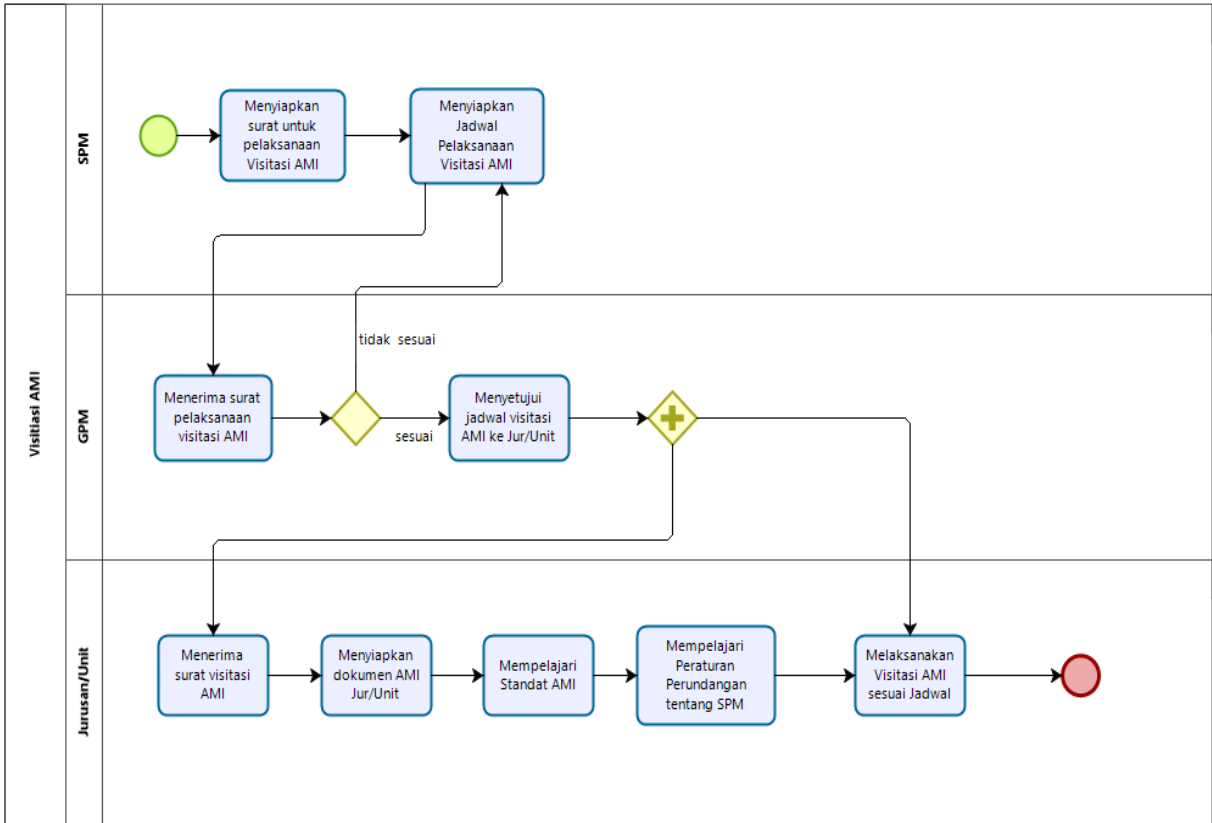 Visitiasi AMI
SPM
Menyiapkan
surat untuk
pelaksanaan
Visitasi AMI
Menyiapkan
Jadwal
Pelaksanaan
Visitasi AMI
GPM
tidak sesuai
Menerima surat
pelaksanaan
visitasi AMI
sesuai
Menyetujui
jadwal visitasi
AMI ke Jur/Unit
Jurusan/Unit
Menerima
surat visitasi
AMI
Menyiapkan
dokumen AMI
Jur/Unit
Mempelajari
Standat AMI
Mempelajari
Peraturan
Perundangan
tentang SPM
Melaksanakan
Visitasi AMI
sesuai Jadwal